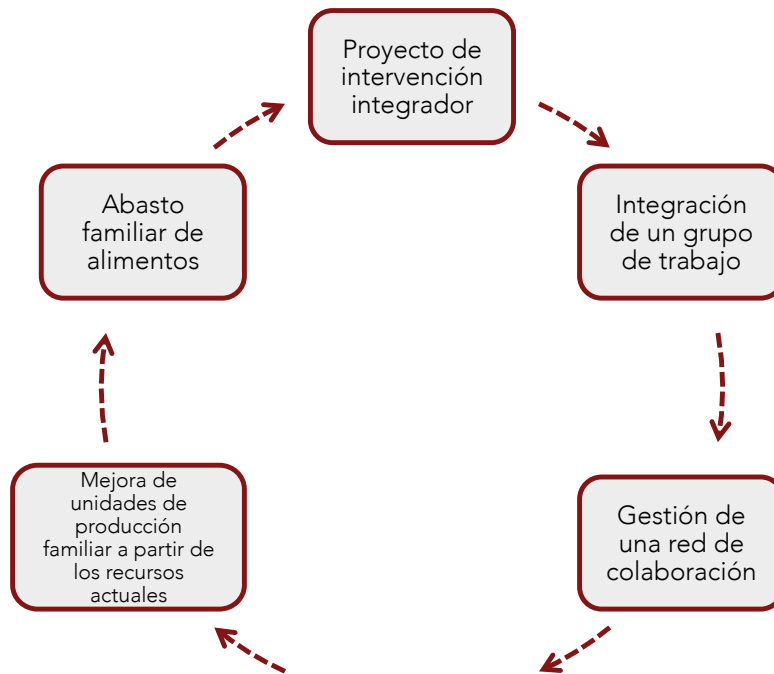 Proyecto de
intervención
integrador
Integración
de un grupo
de trabajo
Gestión de
una red de
colaboración
Mejora de
unidades de
producción
familiar a partir de
los recursos
actuales
Abasto
familiar de
alimentos